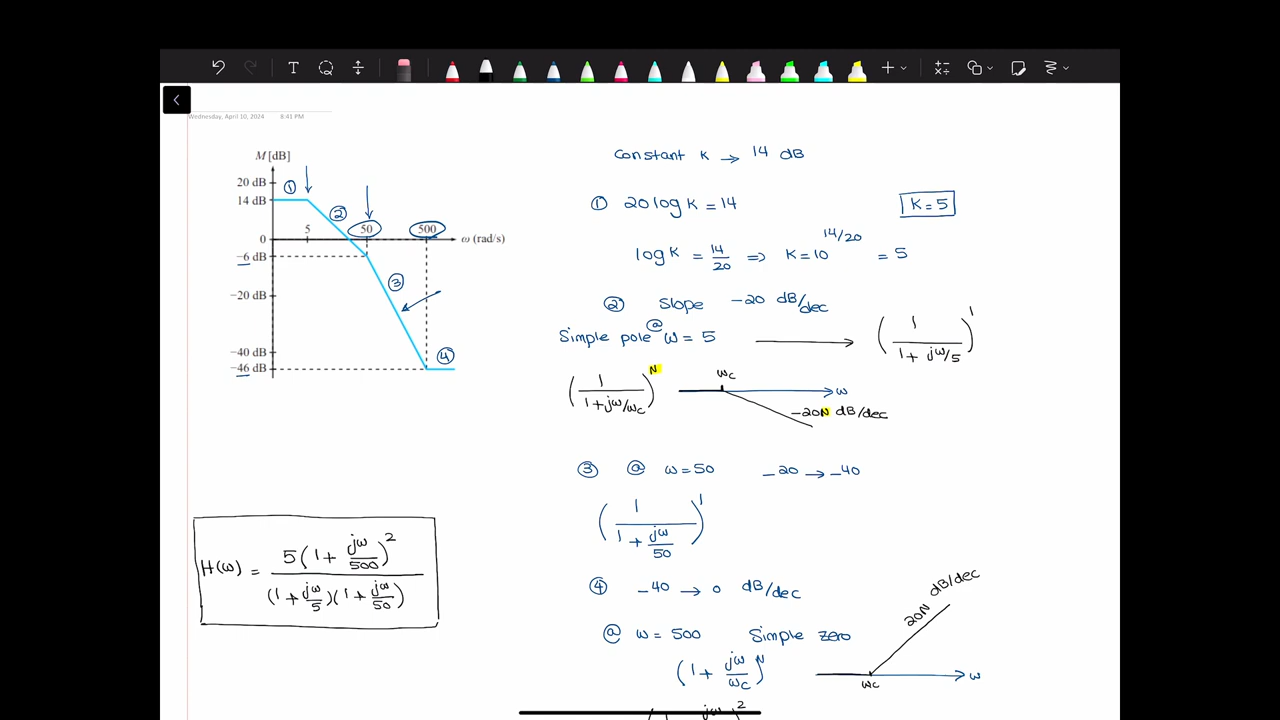 Wednesday, April 10, 2024 8:41 PM
M [dB]
20 dB
14 dB
0
−6 dB
−20 dB
−40 dB
−46 dB
①
②
③
④
5
50
500
ω (rad/s)
H(ω) = 5(1 + jω/500)² / (1 + jω/5)(1 + jω/50)
Constant K → 14 dB
① 20 log K = 14
K = 5
log K = 14/20 ⇒ K = 10^(14/20) = 5
② Slope −20 dB/dec
Simple pole @ ω = 5 → (1/(1 + jω/5))^1
(1/(1 + jω/ωc))^N
ωc
ω
−20N dB/dec
③ @ ω = 50 −20 → −40
(1/(1 + jω/50))^1
④ −40 → 0 dB/dec
@ ω = 500 Simple zero
(1 + jω/ωc)^N
20N dB/dec
ωc
ω